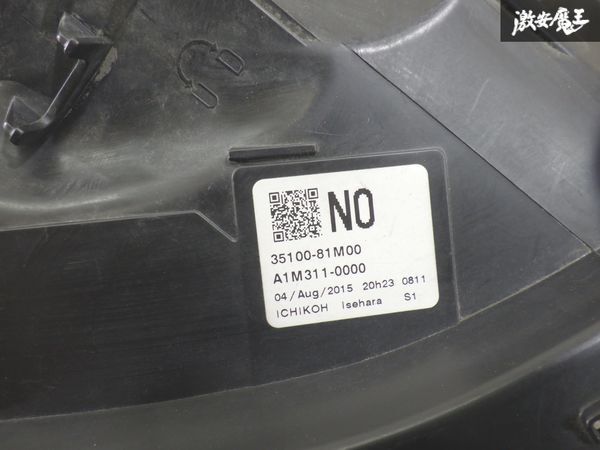 激安魔王
U D
NO
35100-81M00
A1M311-0000
04/Aug/2015 20h23 0811
ICHIKOH Isehara S1